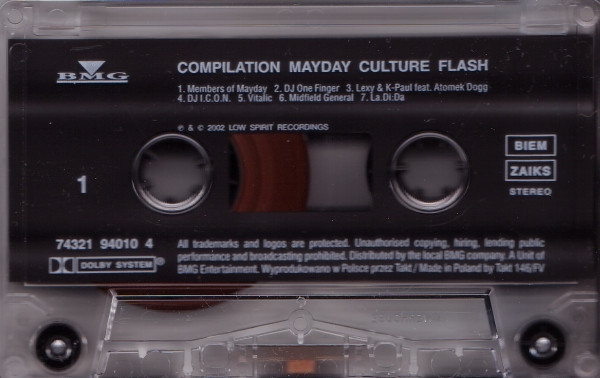 BMG
COMPILATION MAYDAY CULTURE FLASH
1. Members of Mayday 2. DJ One Finger 3. Lexy & K-Paul feat. Atomek Dogg
4. DJ I.C.O.N. 5. Vitalic 6. Midfield General 7. La.Di.Da
℗ & © 2002 LOW SPIRIT RECORDINGS
1
BIEM
ZAIKS
STEREO
74321 94010 4
DOLBY SYSTEM®
All trademarks and logos are protected. Unauthorised copying, hiring, lending public
performance and broadcasting prohibited. Distributed by the local BMG company. A Unit of
BMG Entertainment. Wyprodukowano w Polsce przez Takt / Made in Poland by Takt 146/FV